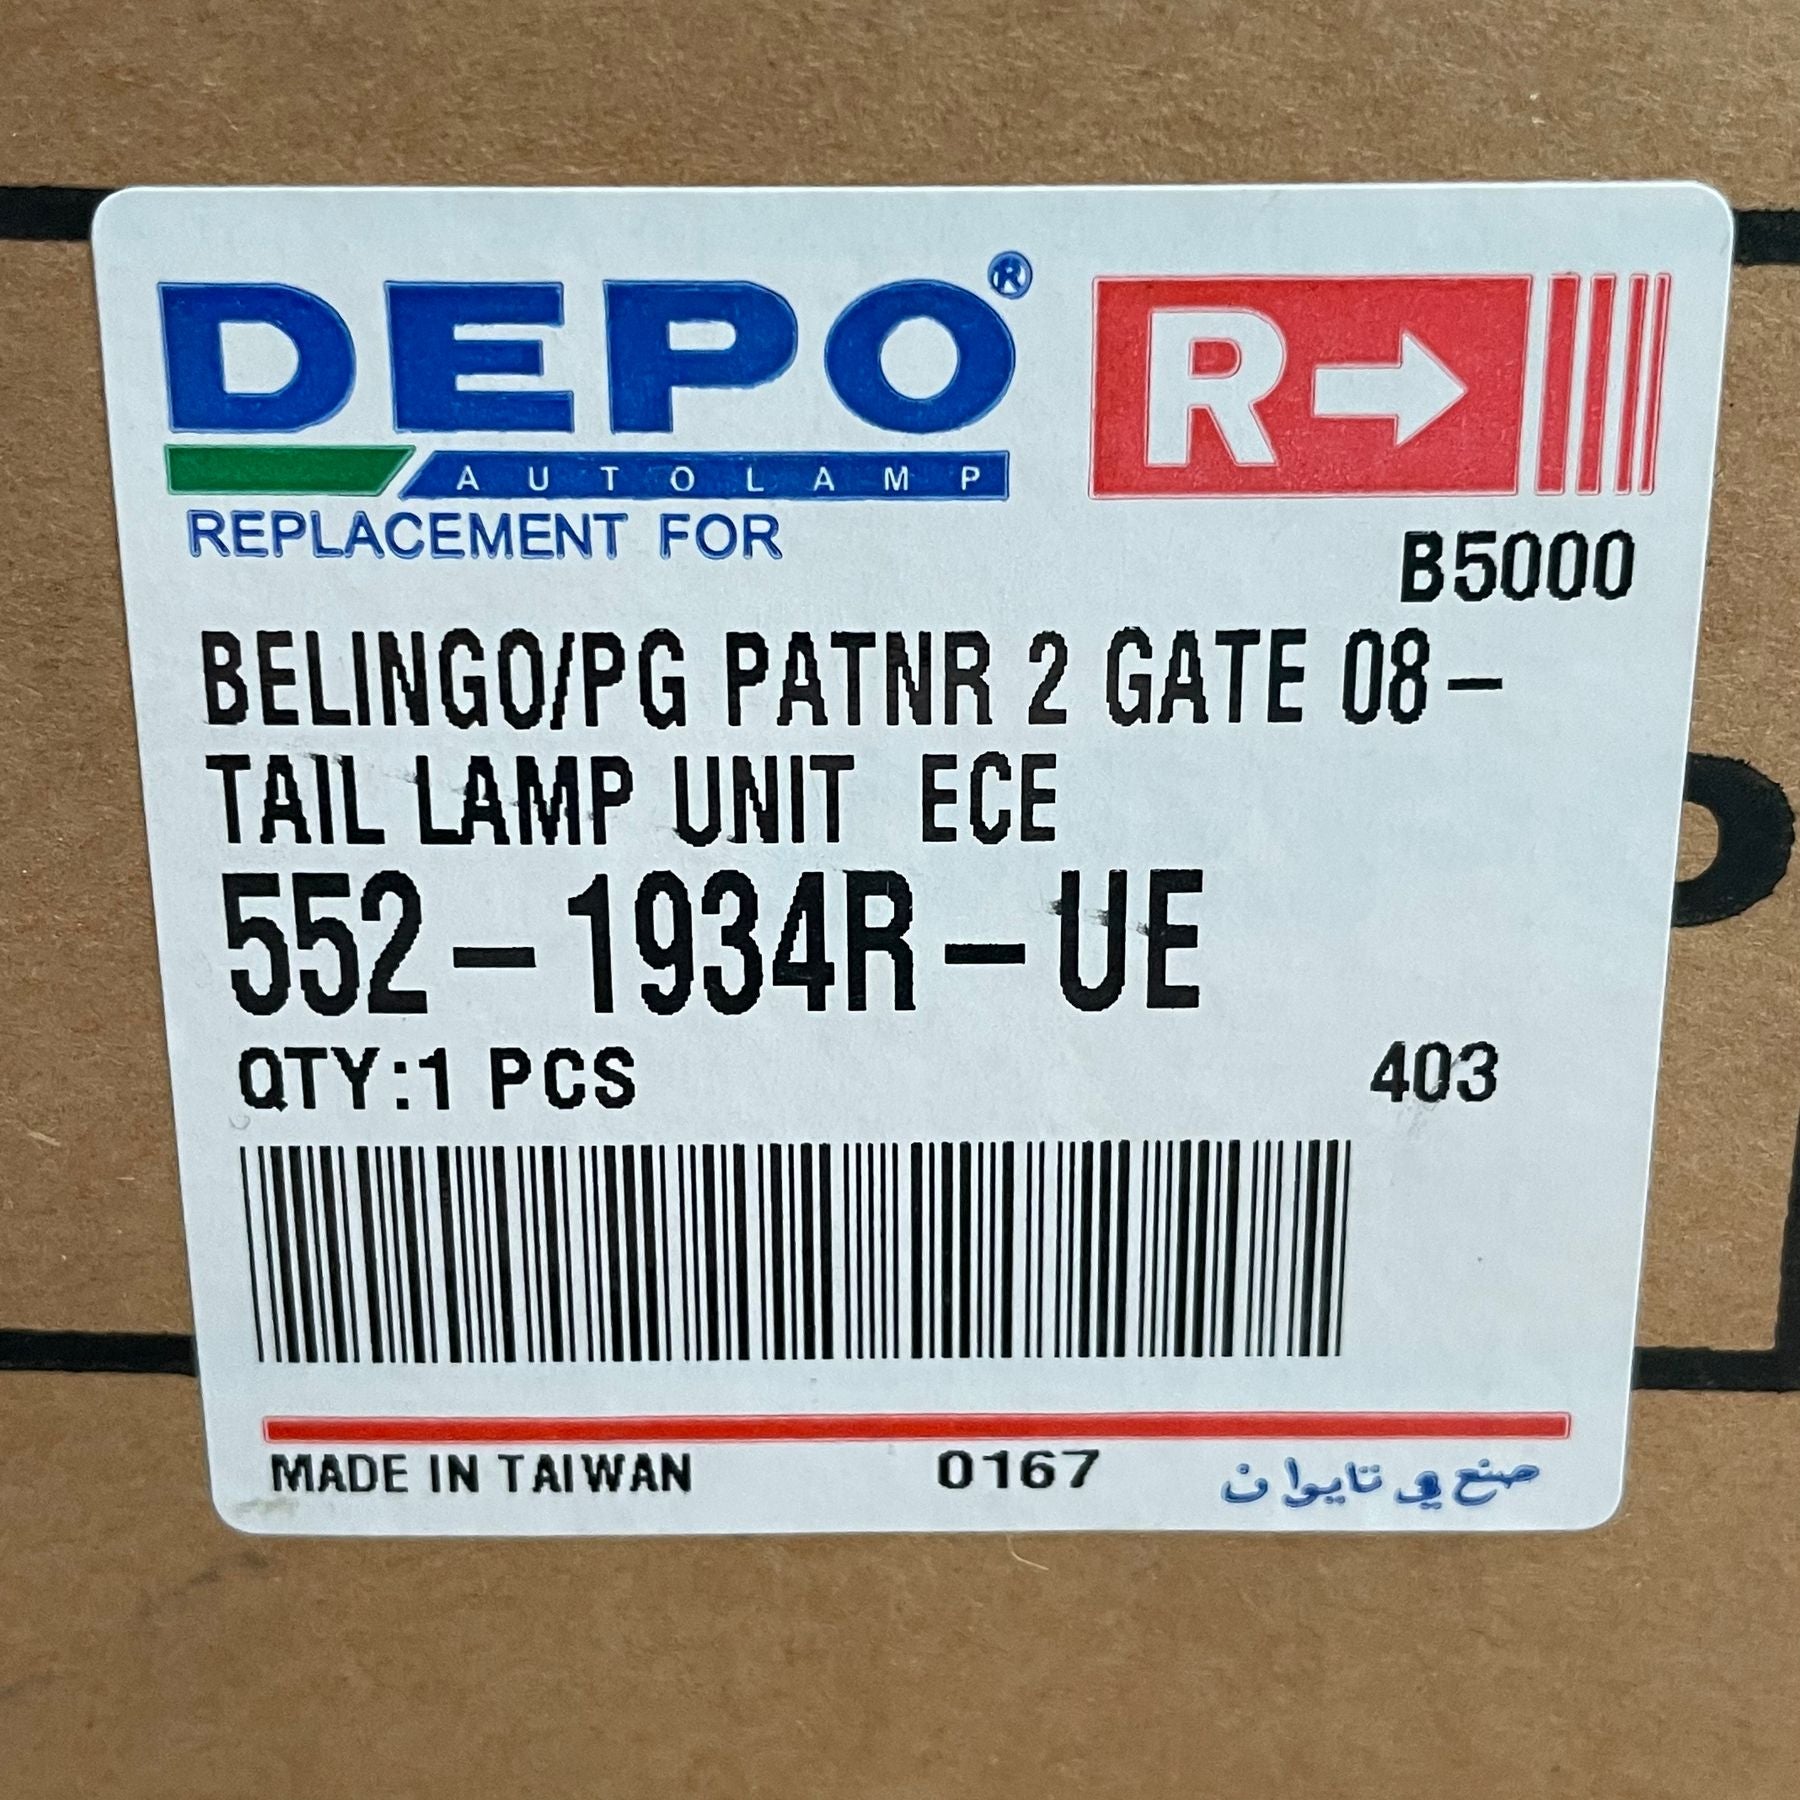 DEPO®
AUTOLAMP
REPLACEMENT FOR
R→
B5000
BELINGO/PG PATNR 2 GATE 08-
TAIL LAMP UNIT ECE
552-1934R-UE
QTY:1 PCS 403
MADE IN TAIWAN 0167 صنع في تايوان